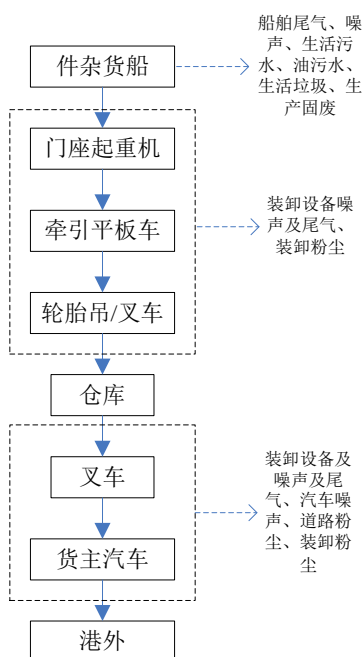 船舶尾气、噪
声、生活污
水、油污水、
生活垃圾、生
产固废
件杂货船
门座起重机
牵引平板车
装卸设备噪
声及尾气、
装卸粉尘
轮胎吊/叉车
仓库
叉车
装卸设备及
噪声及尾
气、汽车噪
声、道路粉
尘、装卸粉
尘
货主汽车
港外